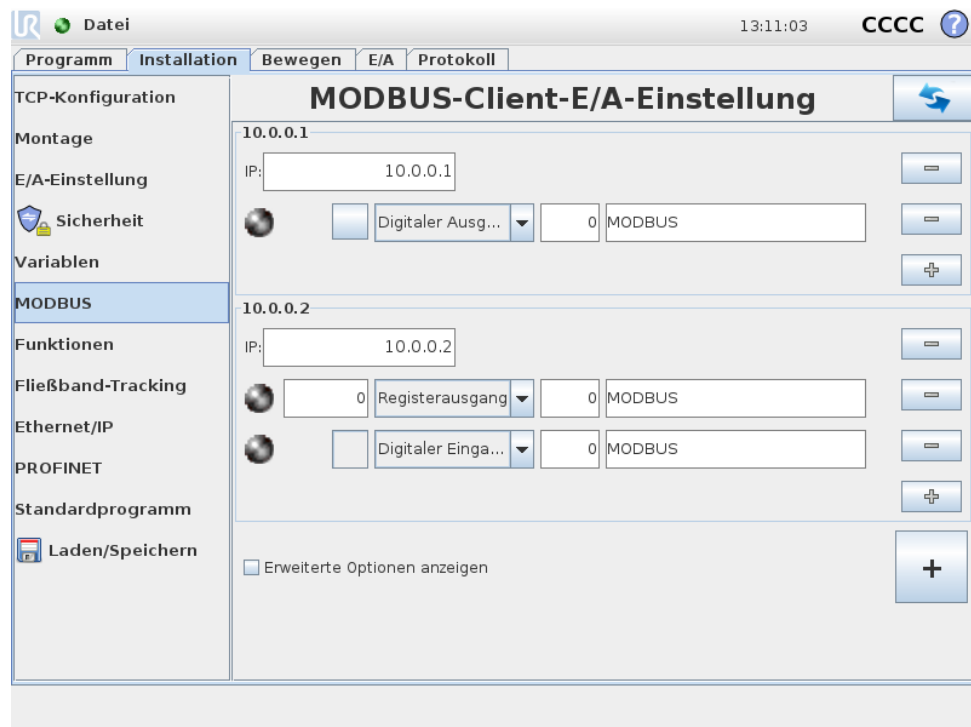 UR Datei 13:11:03 CCCC ?
Programm Installation Bewegen E/A Protokoll
TCP-Konfiguration
Montage
E/A-Einstellung
Sicherheit
Variablen
MODBUS
Funktionen
Fließband-Tracking
Ethernet/IP
PROFINET
Standardprogramm
Laden/Speichern
MODBUS-Client-E/A-Einstellung
10.0.0.1
IP: 10.0.0.1
Digitaler Ausg... 0 MODBUS
10.0.0.2
IP: 10.0.0.2
0 Registerausgang 0 MODBUS
Digitaler Einga... 0 MODBUS
Erweiterte Optionen anzeigen